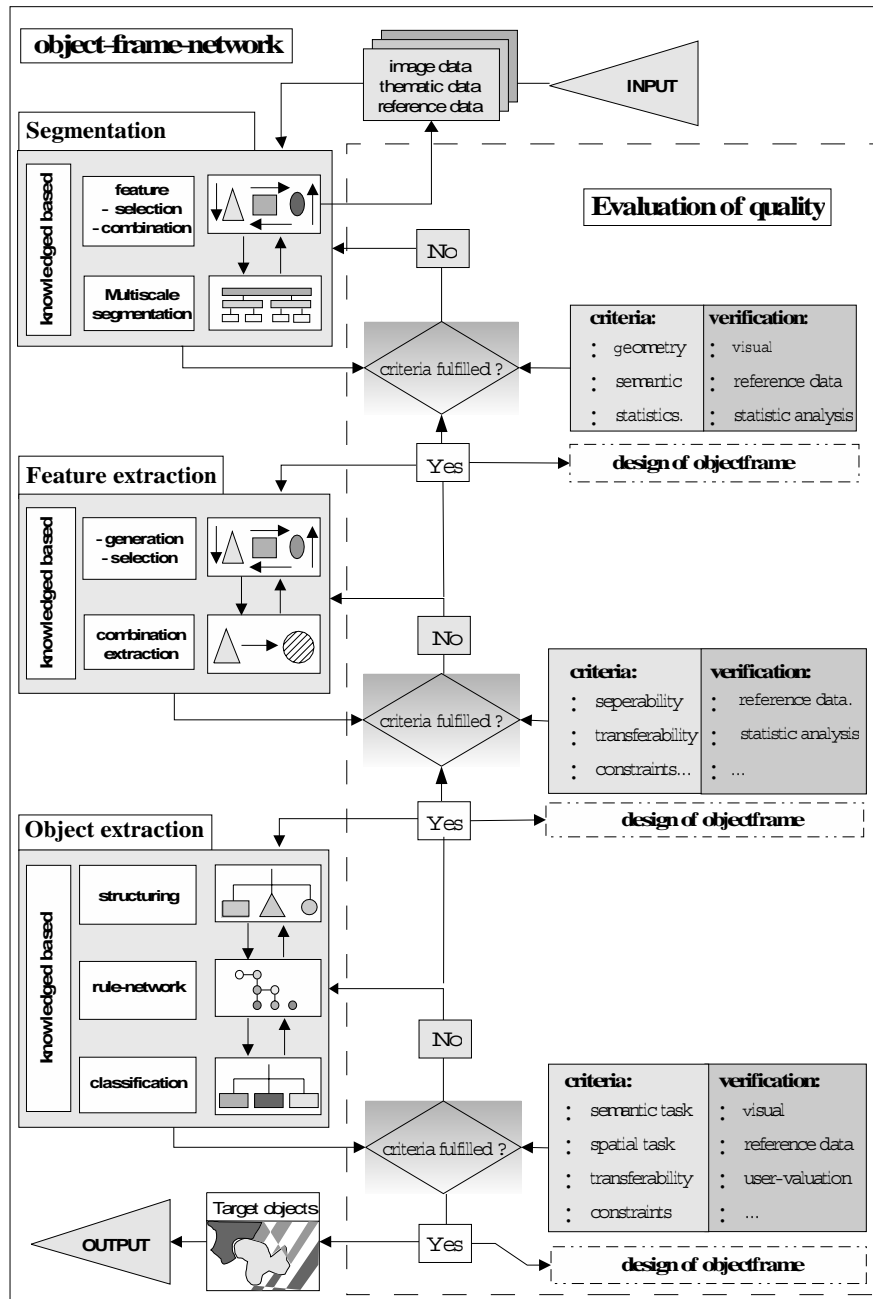 object-frame-network
image data
thematic data
reference data
INPUT
Segmentation
knowledged based
feature
- selection
- combination
Multiscale
segmentation
Evaluation of quality
No
criteria fulfilled ?
criteria:
: geometry
: semantic
: statistics.
verification:
: visual
: reference data
: statistic analysis
Yes
design of objectframe
Feature extraction
knowledged based
- generation
- selection
combination
extraction
No
criteria fulfilled ?
criteria:
: seperability
: transferability
: constraints...
verification:
: reference data.
: statistic analysis
: ...
Yes
design of objectframe
Object extraction
knowledged based
structuring
rule-network
classification
No
criteria fulfilled ?
criteria:
: semantic task
: spatial task
: transferability
: constraints
verification:
: visual
: reference data
: user-valuation
: ...
Yes
design of objectframe
Target objects
OUTPUT